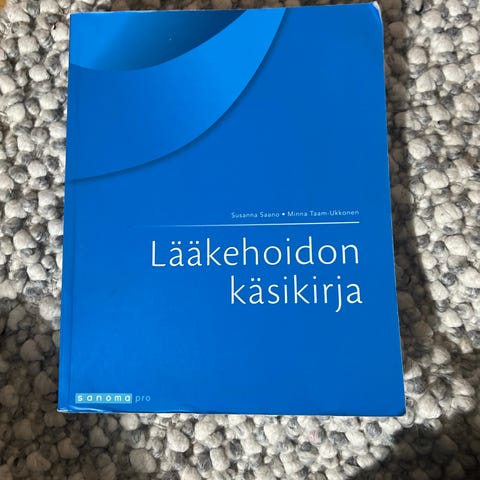 Susanna Saano • Minna Taam-Ukkonen
Lääkehoidon
käsikirja
sanoma pro